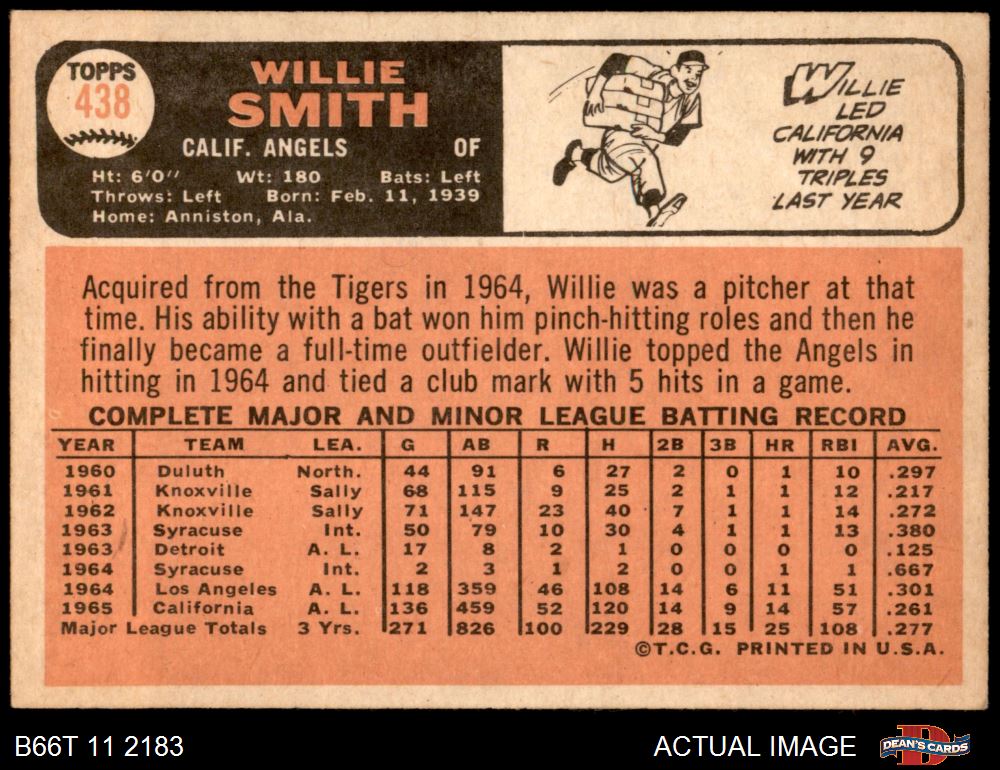 TOPPS
438
WILLIE
SMITH
CALIF. ANGELS OF
Ht: 6'0" Wt: 180 Bats: Left
Throws: Left Born: Feb. 11, 1939
Home: Anniston, Ala.
WILLIE
LED
CALIFORNIA
WITH 9
TRIPLES
LAST YEAR
Acquired from the Tigers in 1964, Willie was a pitcher at that
time. His ability with a bat won him pinch-hitting roles and then he
finally became a full-time outfielder. Willie topped the Angels in
hitting in 1964 and tied a club mark with 5 hits in a game.
COMPLETE MAJOR AND MINOR LEAGUE BATTING RECORD
YEAR TEAM LEA. G AB R H 2B 3B HR RBI AVG.
1960 Duluth North. 44 91 6 27 2 0 1 10 .297
1961 Knoxville Sally 68 115 9 25 2 1 1 12 .217
1962 Knoxville Sally 71 147 23 40 7 1 1 14 .272
1963 Syracuse Int. 50 79 10 30 4 1 1 13 .380
1963 Detroit A. L. 17 8 2 1 0 0 0 0 .125
1964 Syracuse Int. 2 3 1 2 0 0 1 1 .667
1964 Los Angeles A. L. 118 359 46 108 14 6 11 51 .301
1965 California A. L. 136 459 52 120 14 9 14 57 .261
Major League Totals 3 Yrs. 271 826 100 229 28 15 25 108 .277
©T.C.G. PRINTED IN U.S.A.
B66T 11 2183
ACTUAL IMAGE
D
DEAN'S CARDS